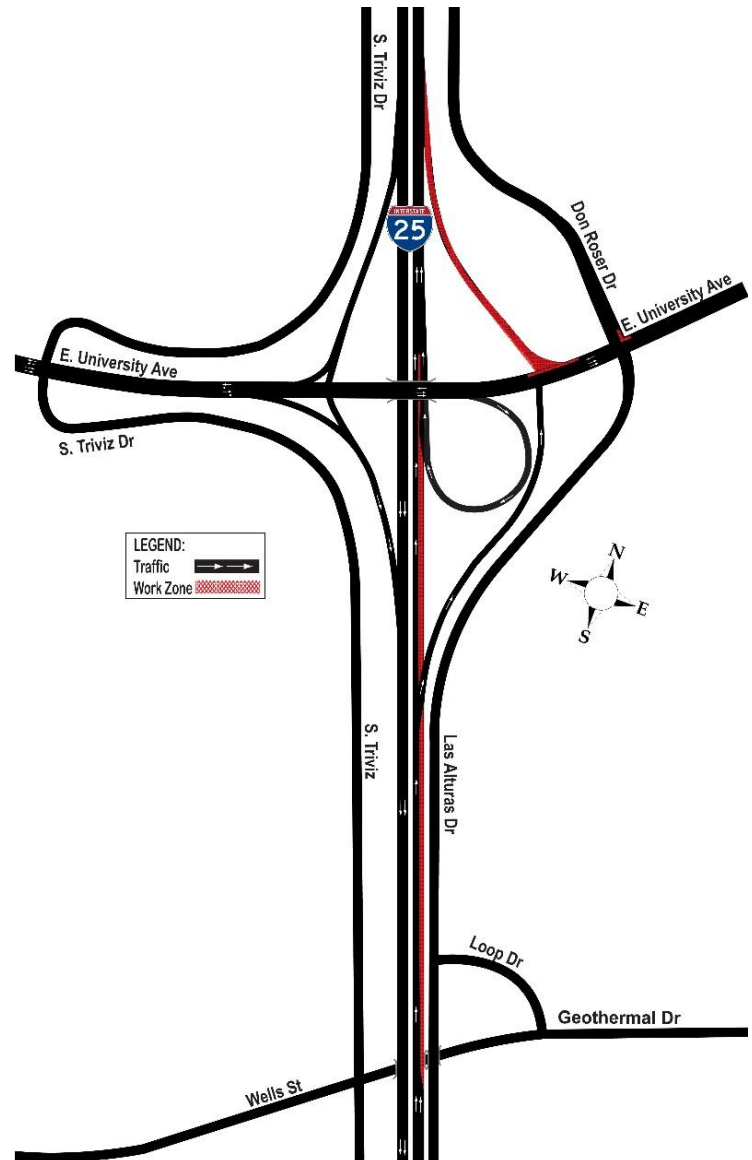 S. Triviz Dr
INTERSTATE
25
Don Roser Dr
E. University Ave
E. University Ave
S. Triviz Dr
LEGEND:
Traffic
Work Zone
N
W
E
S
S. Triviz
Las Alturas Dr
Loop Dr
Geothermal Dr
Wells St